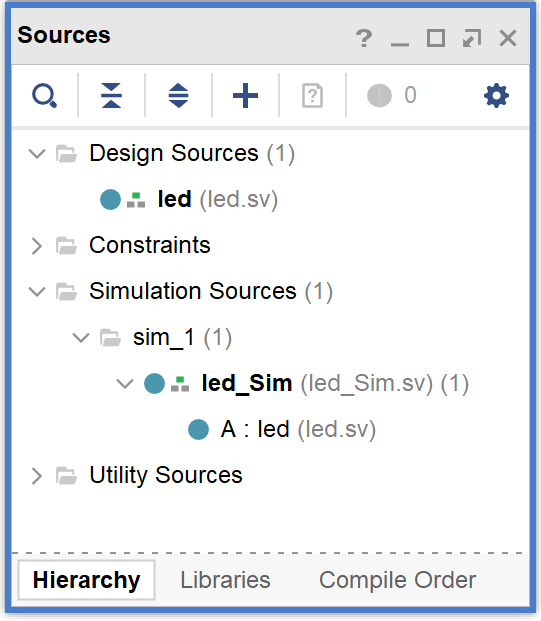 Sources ?
0
Design Sources (1)
led (led.sv)
Constraints
Simulation Sources (1)
sim_1 (1)
led_Sim (led_Sim.sv) (1)
A : led (led.sv)
Utility Sources
Hierarchy Libraries Compile Order